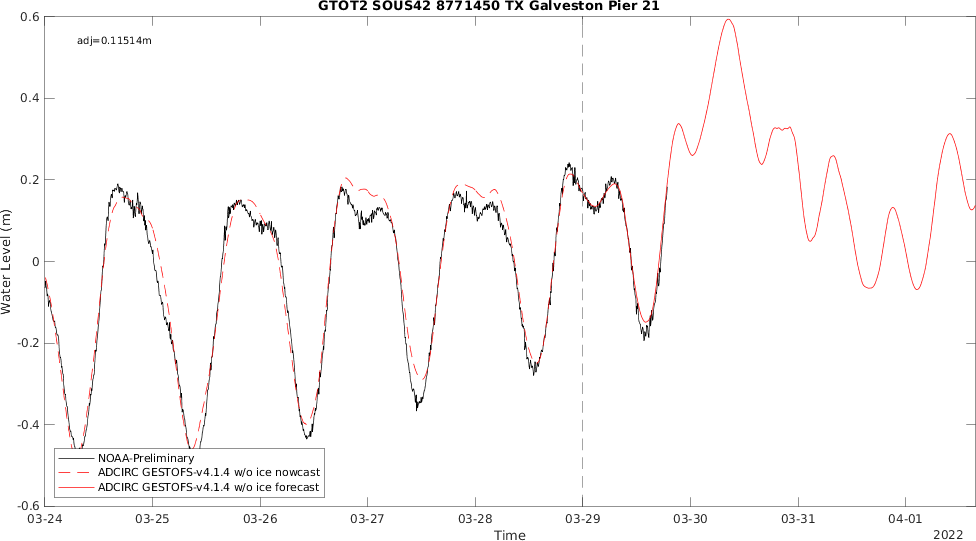 GTOT2 SOUS42 8771450 TX Galveston Pier 21
adj=0.11514m
0.6
0.4
0.2
0
-0.2
-0.4
-0.6
Water Level (m)
NOAA-Preliminary
ADCIRC GESTOFS-v4.1.4 w/o ice nowcast
ADCIRC GESTOFS-v4.1.4 w/o ice forecast
03-24 03-25 03-26 03-27 03-28 03-29 03-30 03-31 04-01
Time
2022